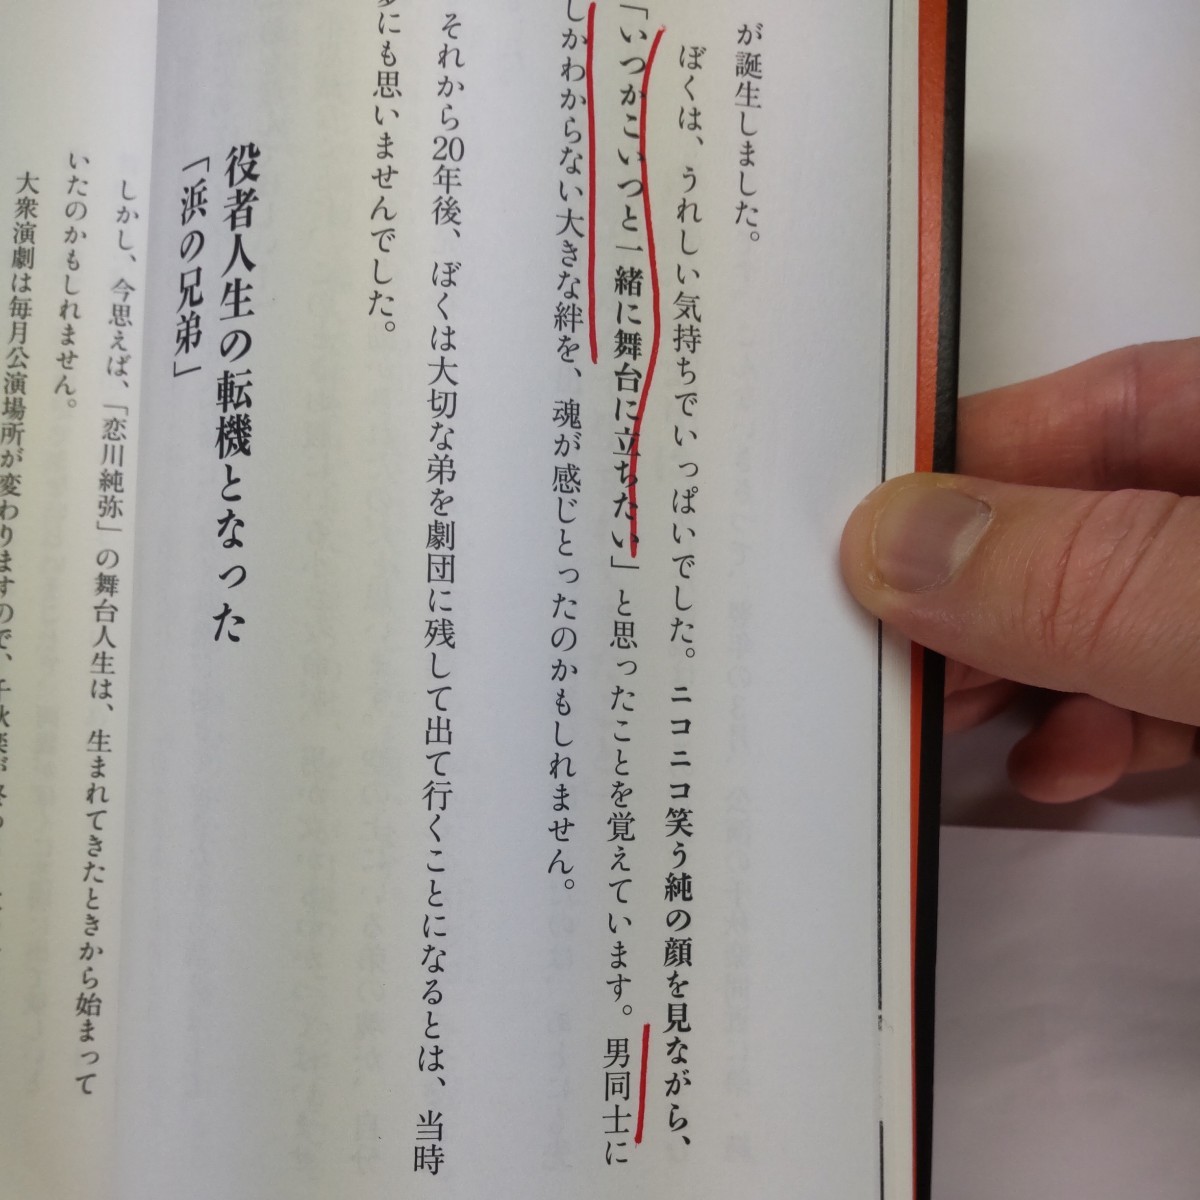 が誕生しました。
ぼくは、うれしい気持ちでいっぱいでした。ニコニコ笑う純の顔を見ながら、
「いつかこいつと一緒に舞台に立ちたい」と思ったことを覚えています。男同士に
しかわからない大きな絆を、魂が感じとったのかもしれません。
それから20年後、ぼくは大切な弟を劇団に残して出て行くことになるとは、当時
にも思いませんでした。
役者人生の転機となった
「浜の兄弟」
しかし、今思えば、「恋川純弥」の舞台人生は、生まれてきたときから始まって
いたのかもしれません。
大衆演劇は毎月公演場所が変わりますので、千秋楽が